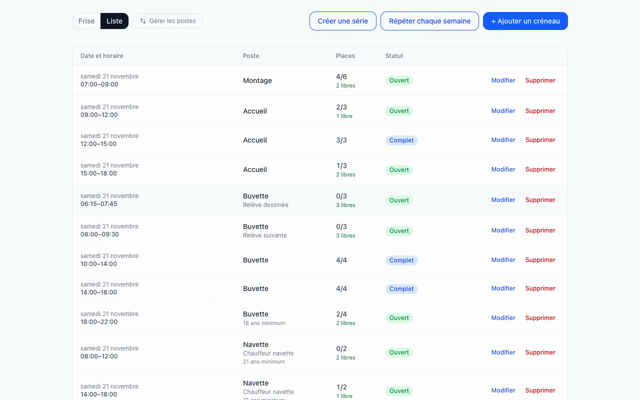 Frise Liste Gérer les postes Créer une série Répéter chaque semaine + Ajouter un créneau
Date et horaire Poste Places Statut
samedi 21 novembre
07:00–09:00
Montage
4/6
2 libres
Ouvert
Modifier Supprimer
samedi 21 novembre
09:00–12:00
Accueil
2/3
1 libre
Ouvert
Modifier Supprimer
samedi 21 novembre
12:00–15:00
Accueil
3/3
Complet
Modifier Supprimer
samedi 21 novembre
15:00–18:00
Accueil
1/3
2 libres
Ouvert
Modifier Supprimer
samedi 21 novembre
06:15–07:45
Buvette
Relève dessinée
0/3
3 libres
Ouvert
Modifier Supprimer
samedi 21 novembre
08:00–09:30
Buvette
Relève suivante
0/3
3 libres
Ouvert
Modifier Supprimer
samedi 21 novembre
10:00–14:00
Buvette
4/4
Complet
Modifier Supprimer
samedi 21 novembre
14:00–18:00
Buvette
4/4
Complet
Modifier Supprimer
samedi 21 novembre
18:00–22:00
Buvette
18 ans minimum
2/4
2 libres
Ouvert
Modifier Supprimer
samedi 21 novembre
08:00–12:00
Navette
Chauffeur navette
21 ans minimum
0/2
2 libres
Ouvert
Modifier Supprimer
samedi 21 novembre
14:00–18:00
Navette
Chauffeur navette
21 ans minimum
1/2
1 libre
Ouvert
Modifier Supprimer